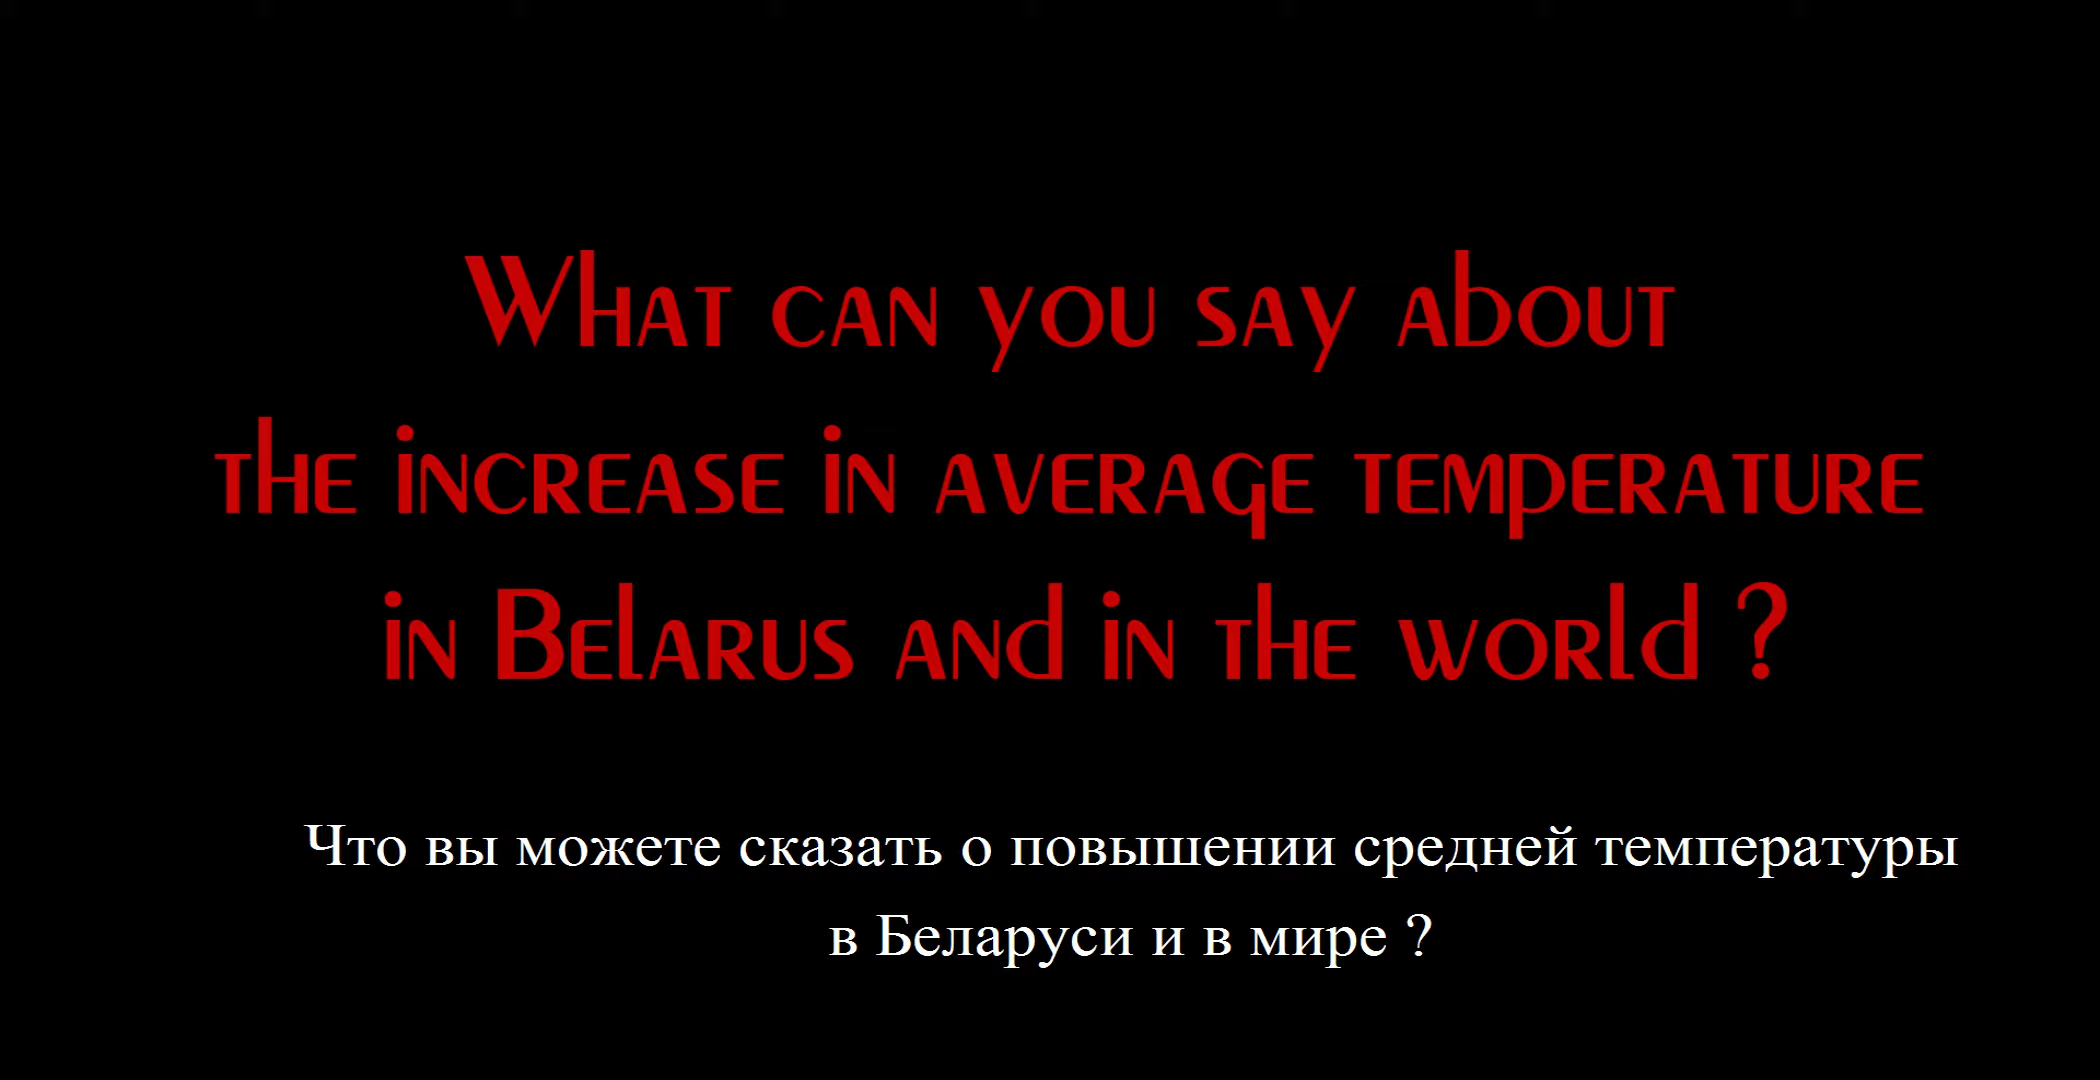 What can you say about
the increase in average temperature
in Belarus and in the world ?
Что вы можете сказать о повышении средней температуры
в Беларуси и в мире ?